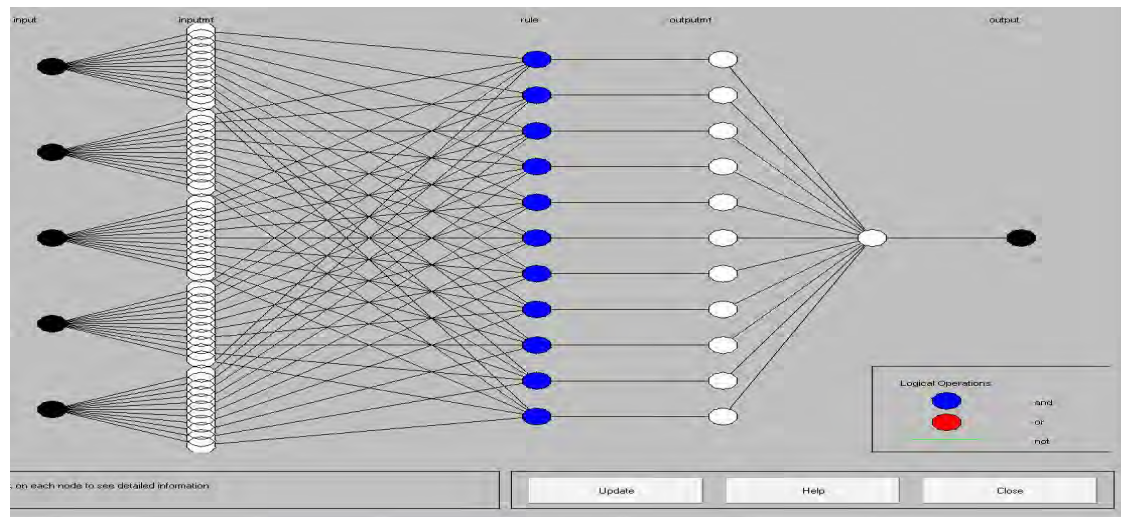 input inputmf rule outputmf output
Logical Operations
and
or
not
on each node to see detailed information
Update Help Close